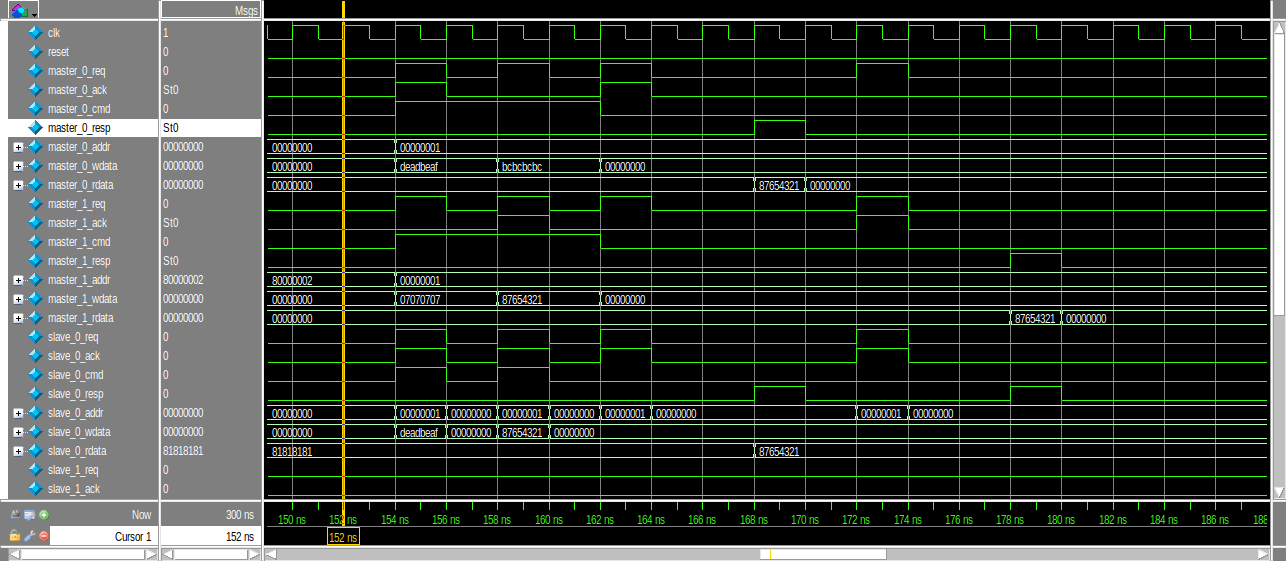 Msgs
clk 1
reset 0
master_0_req 0
master_0_ack St0
master_0_cmd 0
master_0_resp St0
master_0_addr 00000000 00000000 00000001
master_0_wdata 00000000 00000000 deadbeaf bcbcbcbc 00000000
master_0_rdata 00000000 00000000 87654321 00000000
master_1_req 0
master_1_ack St0
master_1_cmd 0
master_1_resp St0
master_1_addr 80000002 80000002 00000001
master_1_wdata 00000000 00000000 07070707 87654321 00000000
master_1_rdata 00000000 00000000 87654321 00000000
slave_0_req 0
slave_0_ack 0
slave_0_cmd 0
slave_0_resp 0
slave_0_addr 00000000 00000000 00000001 00000000 00000001 00000000 00000001 00000000 00000001 00000000
slave_0_wdata 00000000 00000000 deadbeaf 00000000 87654321 00000000
slave_0_rdata 81818181 81818181 87654321
slave_1_req 0
slave_1_ack 0
Now 300 ns 150 ns 152 ns 154 ns 156 ns 158 ns 160 ns 162 ns 164 ns 166 ns 168 ns 170 ns 172 ns 174 ns 176 ns 178 ns 180 ns 182 ns 184 ns 186 ns 188
Cursor 1 152 ns 152 ns